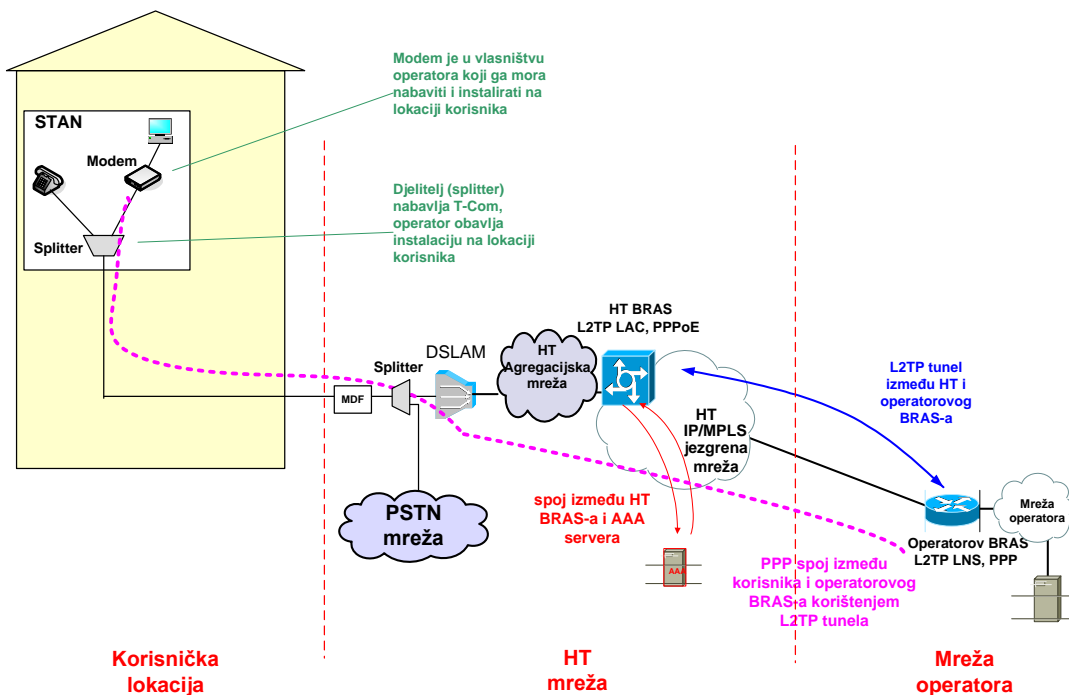 Modem je u vlasništvu
operatora koji ga mora
nabaviti i instalirati na
lokaciji korisnika
STAN
Modem
Djelitelj (splitter)
nabavlja T-Com,
operator obavlja
instalaciju na lokaciji
korisnika
Splitter
HT BRAS
L2TP LAC, PPPoE
DSLAM
Splitter
HT
Agregacijska
mreža
MDF
L2TP tunel
između HT i
operatorovog
BRAS-a
HT
IP/MPLS
jezgrena
mreža
PSTN
mreža
spoj između HT
BRAS-a i AAA
servera
AAA
Mreža
operatora
Operatorov BRAS
L2TP LNS, PPP
PPP spoj između
korisnika i operatorovog
BRAS-a korištenjem
L2TP tunela
Korisnička
lokacija
HT
mreža
Mreža
operatora